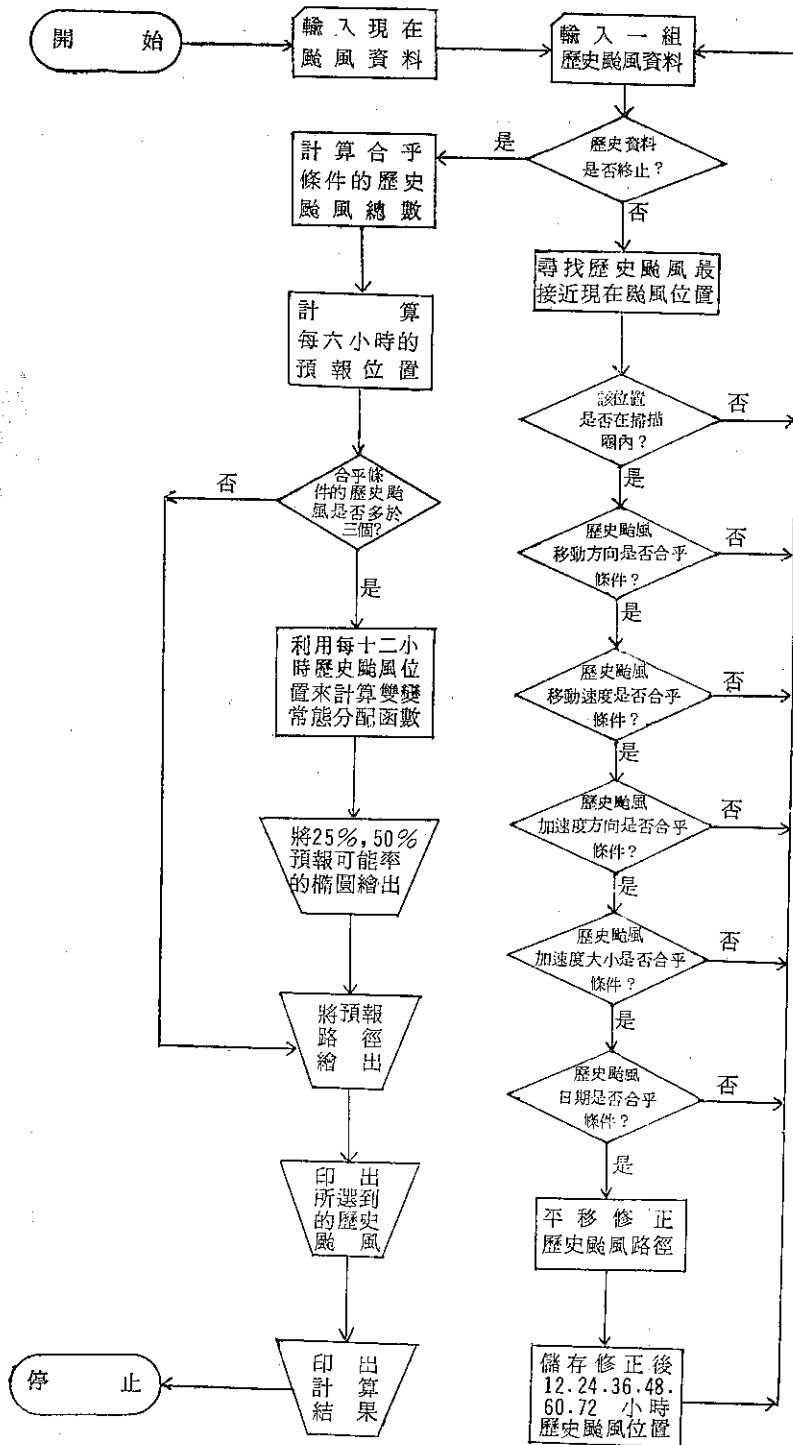 開始
輸入現在
颱風資料
輸入一組
歷史颱風資料
歷史資料
是否終止？
是
否
計算合乎
條件的歷史
颱風總數
尋找歷史颱風最
接近現在颱風位置
計算
每六小時的
預報位置
該位置
是否在掃描
圈內？
否
是
合乎條
件的歷史颱
風是否多於
三個？
否
是
歷史颱風
移動方向是否合乎
條件？
否
是
利用每十二小
時歷史颱風位
置來計算雙變
常態分配函數
歷史颱風
移動速度是否合乎
條件？
否
是
將25%,50%
預報可能率
的橢圓繪出
歷史颱風
加速度方向是否合乎
條件？
否
是
歷史颱風
加速度大小是否合乎
條件？
否
是
將預報
路徑
繪出
歷史颱風
日期是否合乎
條件？
否
是
印出
所選到
的歷史
颱風
平移修正
歷史颱風路徑
印出
計算
結果
儲存修正後
12.24.36.48.
60.72 小時
歷史颱風位置
停止